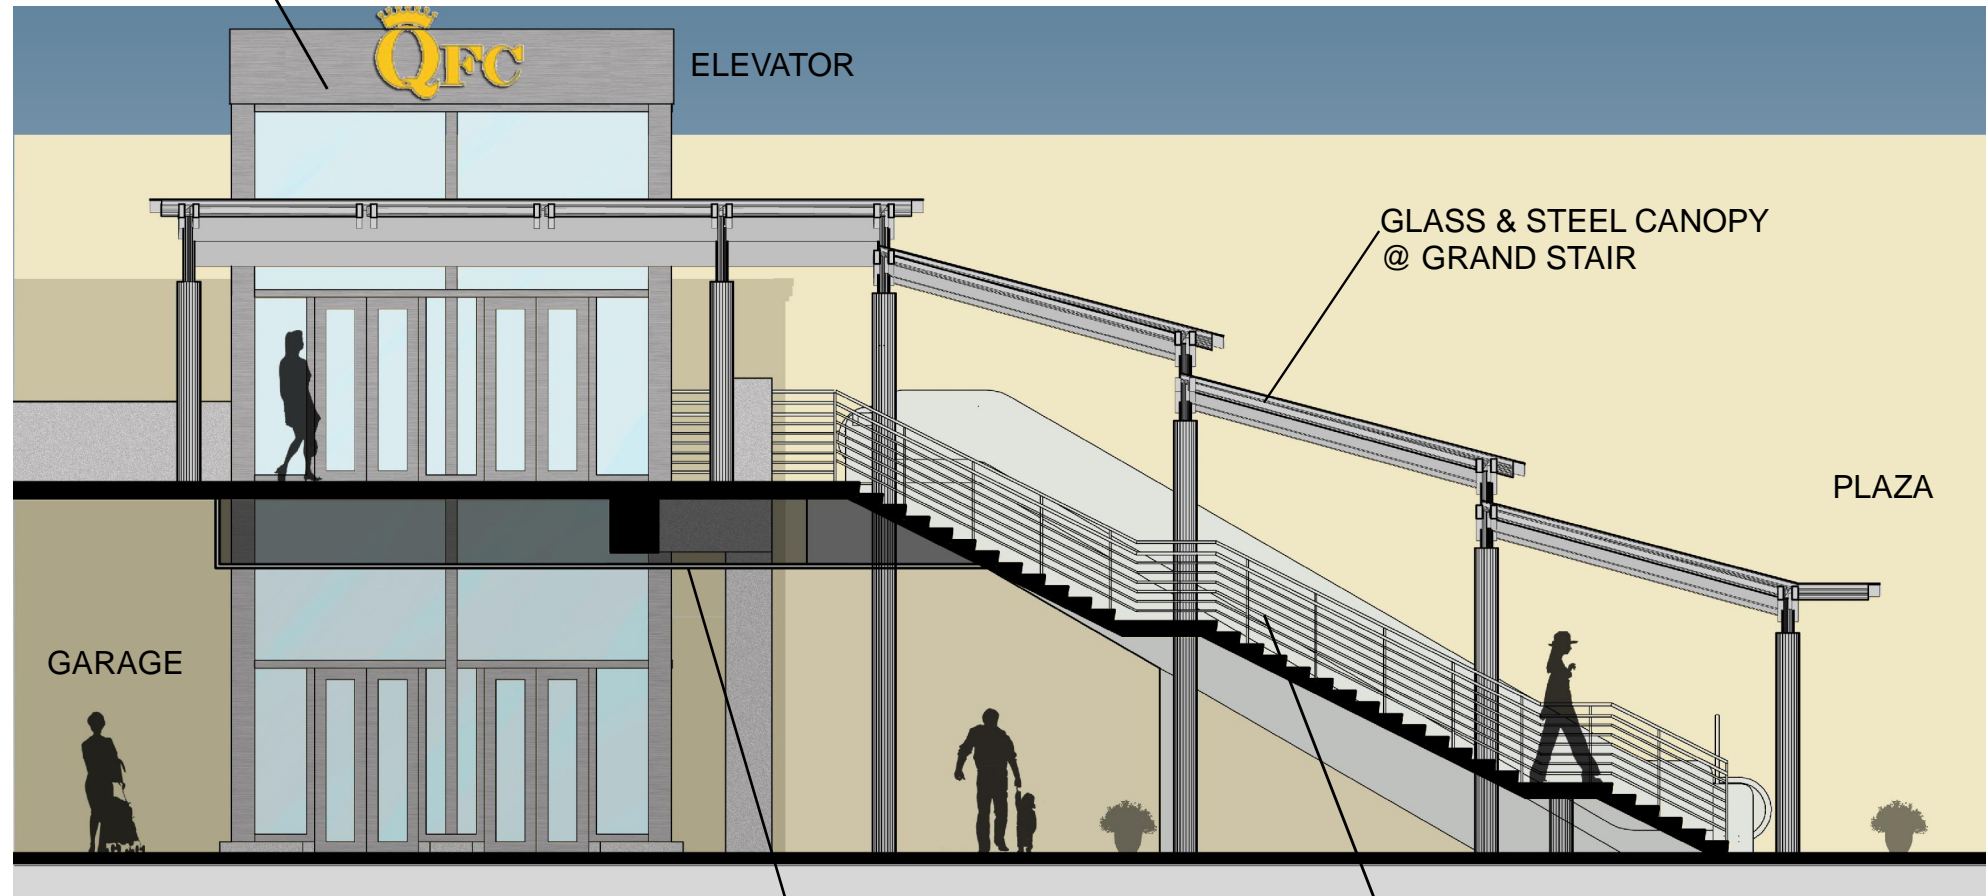 QFC
ELEVATOR
GLASS & STEEL CANOPY
@ GRAND STAIR
PLAZA
GARAGE